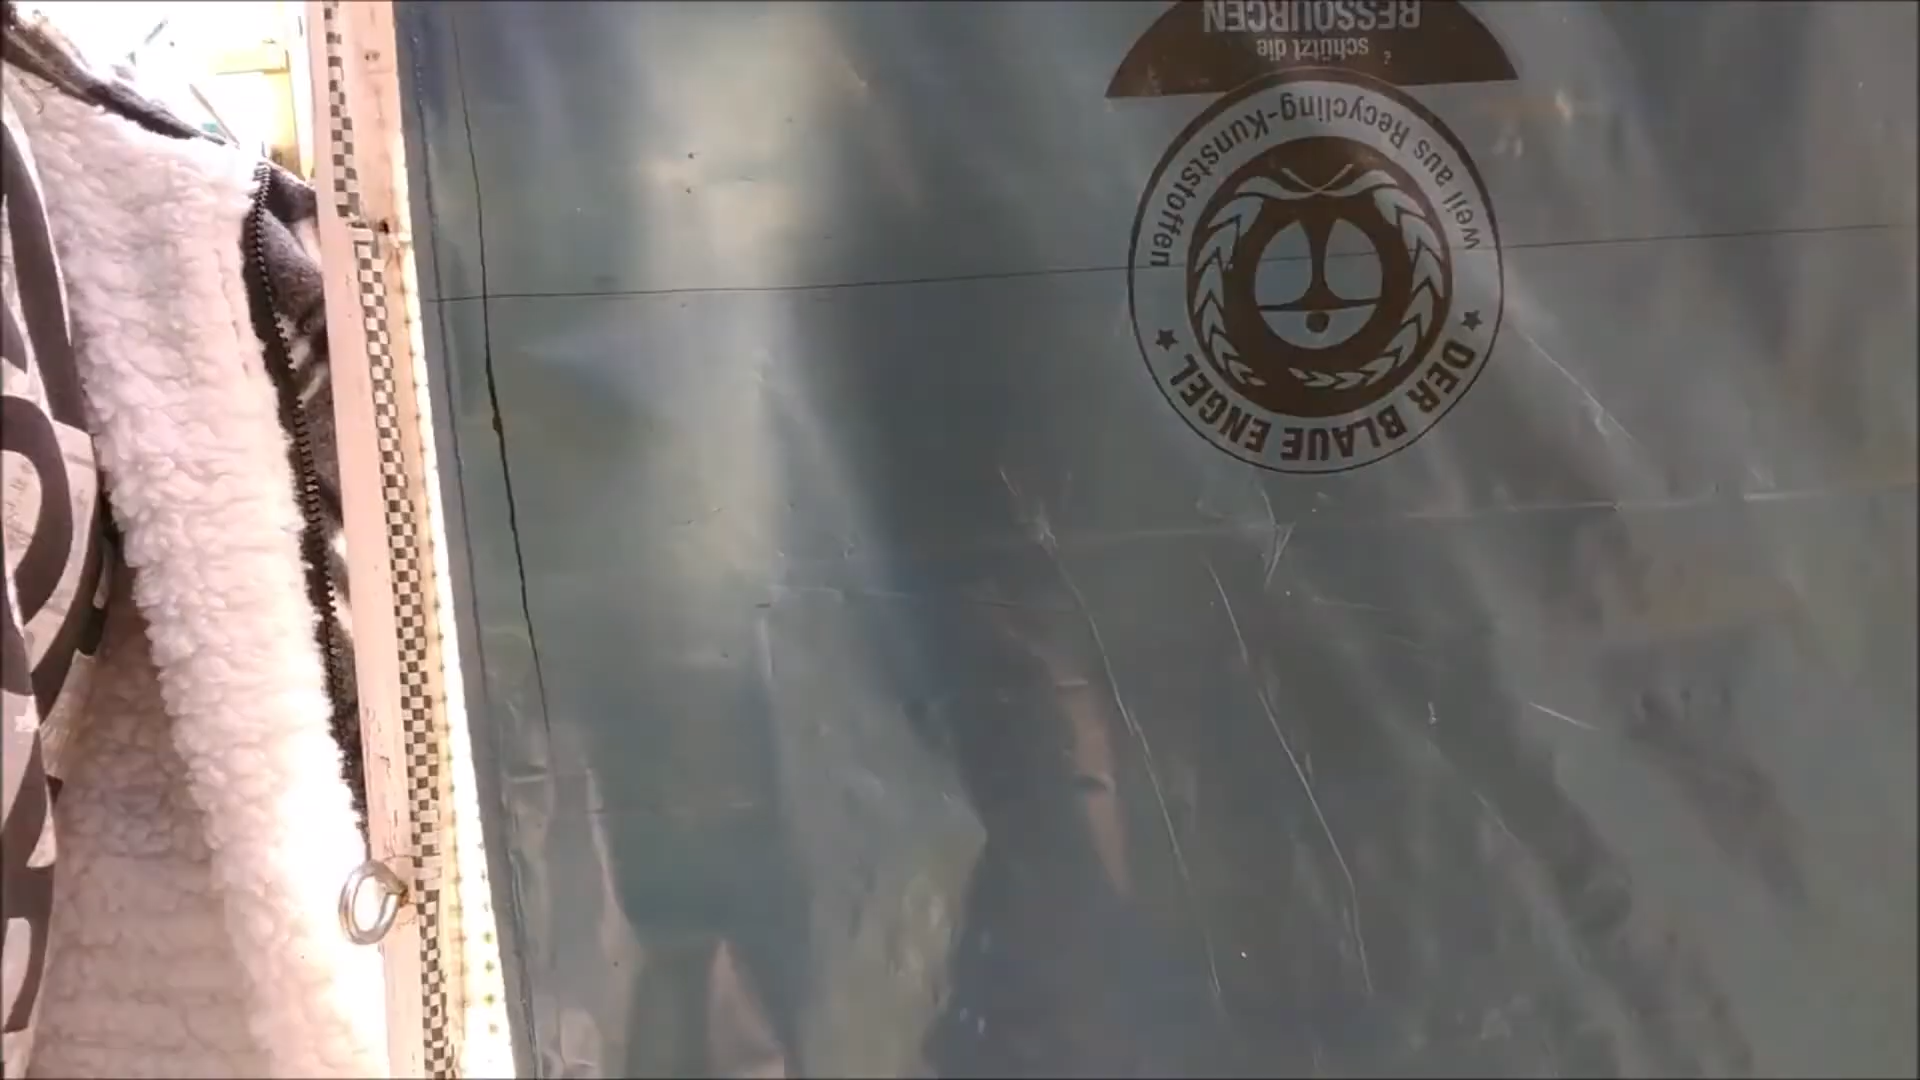 DER BLAUE ENGEL
weil aus Recycling-Kunststoffen
schützt die
RESSOURCEN